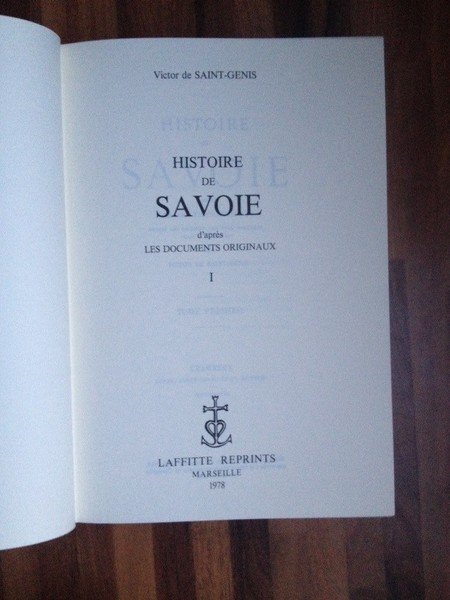 Victor de SAINT-GENIS
HISTOIRE
DE
SAVOIE
d'après
LES DOCUMENTS ORIGINAUX
I
LAFFITTE REPRINTS
MARSEILLE
1978